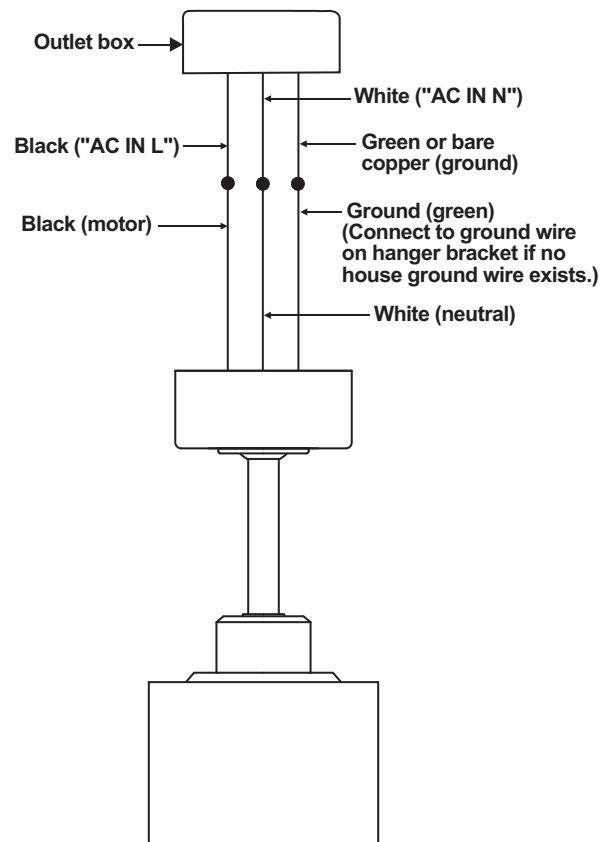 Outlet box
White ("AC IN N")
Black ("AC IN L")
Green or bare
copper (ground)
Black (motor)
Ground (green)
(Connect to ground wire
on hanger bracket if no
house ground wire exists.)
White (neutral)